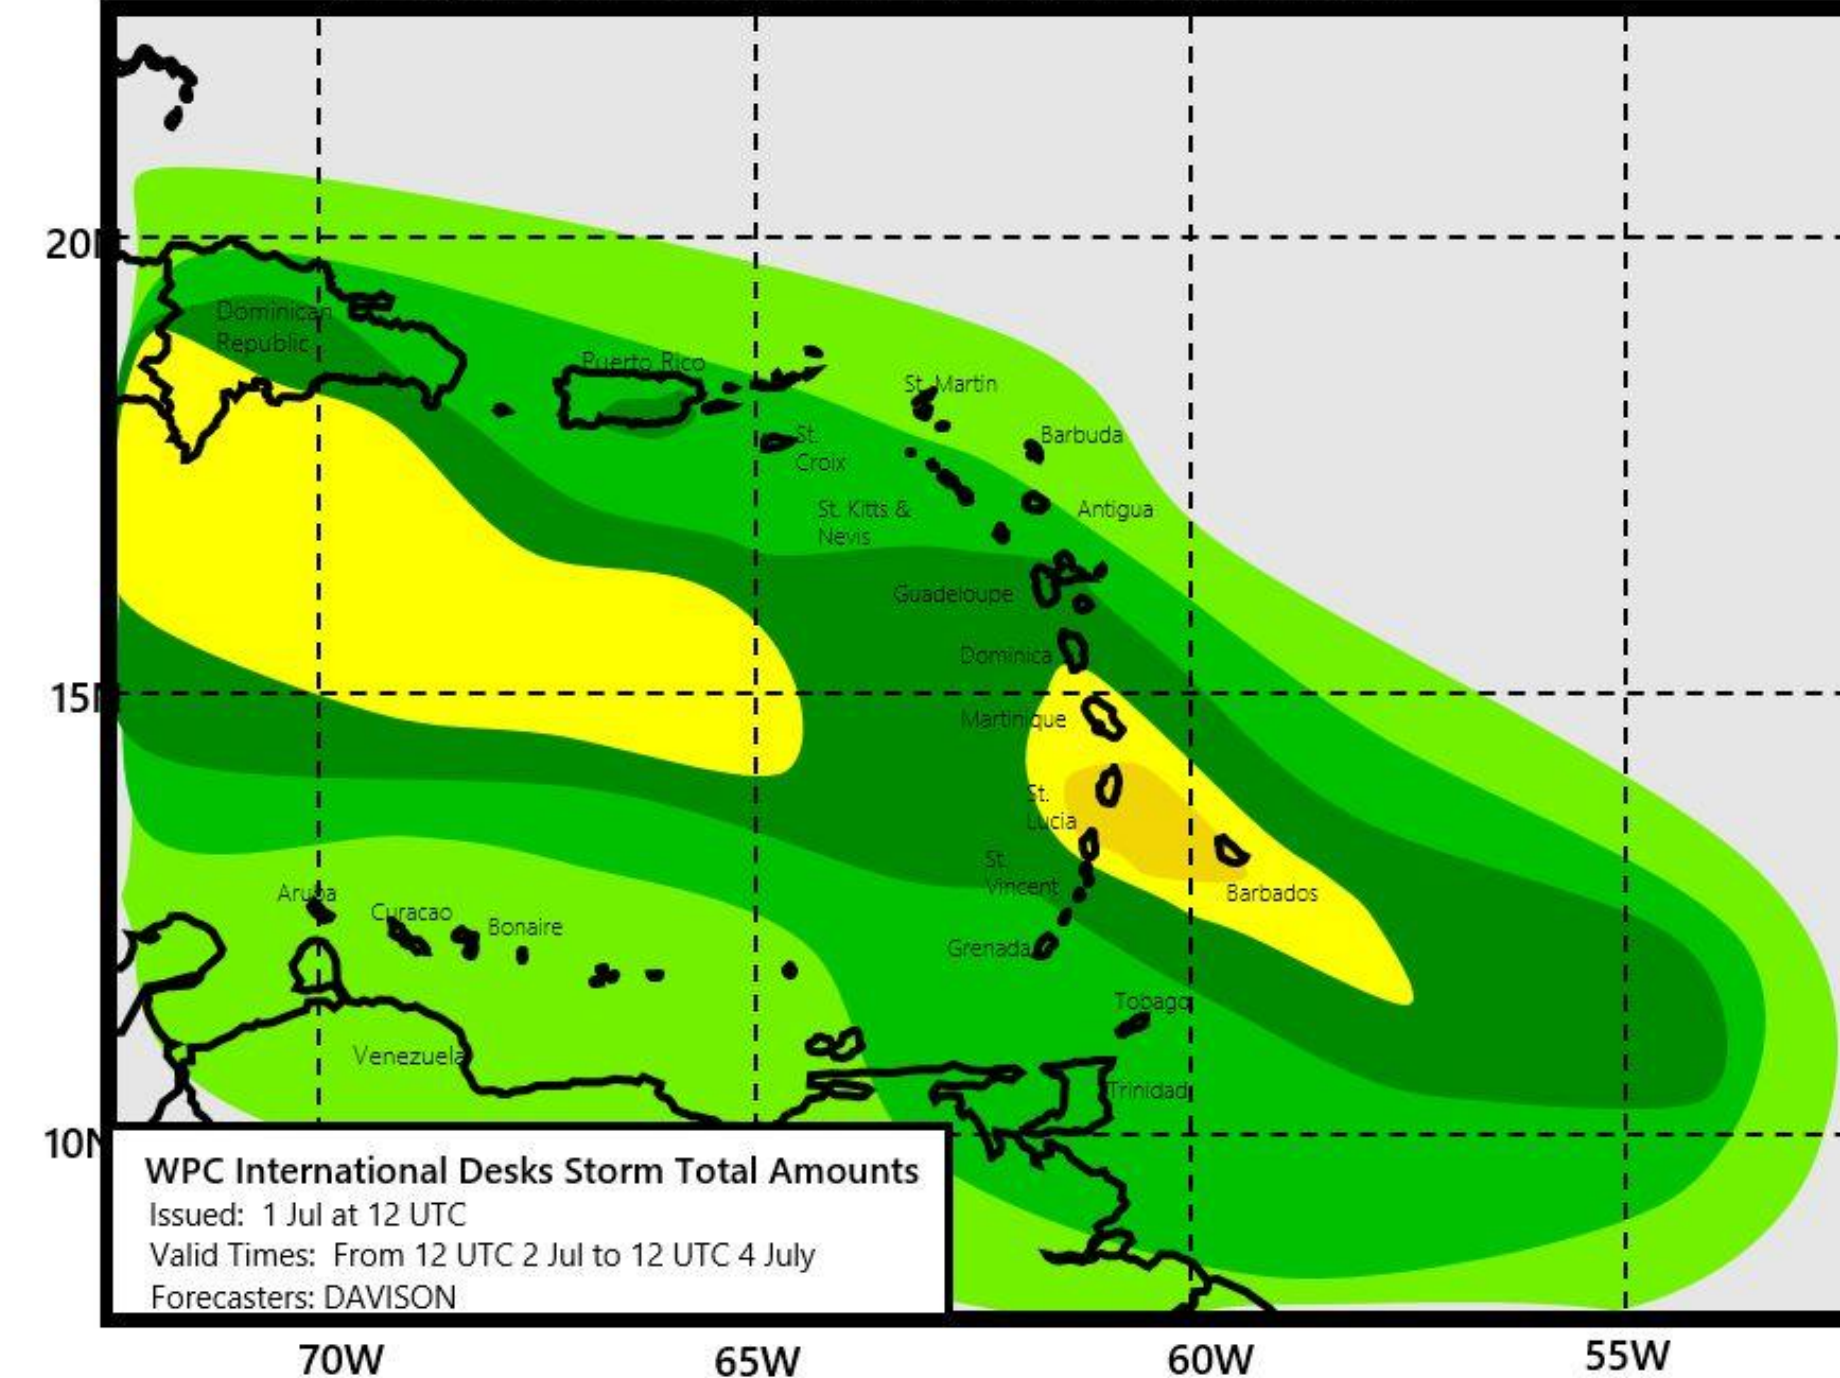 20N
Dominican
Republic
Puerto Rico
St. Martin
St.
Croix
Barbuda
St. Kitts &
Nevis
Antigua
Guadeloupe
Dominica
15N
Martinique
St.
Lucia
St.
Vincent
Barbados
Aruba
Curacao
Bonaire
Grenada
Tobago
Venezuela
Trinidad
10N
WPC International Desks Storm Total Amounts
Issued: 1 Jul at 12 UTC
Valid Times: From 12 UTC 2 Jul to 12 UTC 4 July
Forecasters: DAVISON
70W 65W 60W 55W